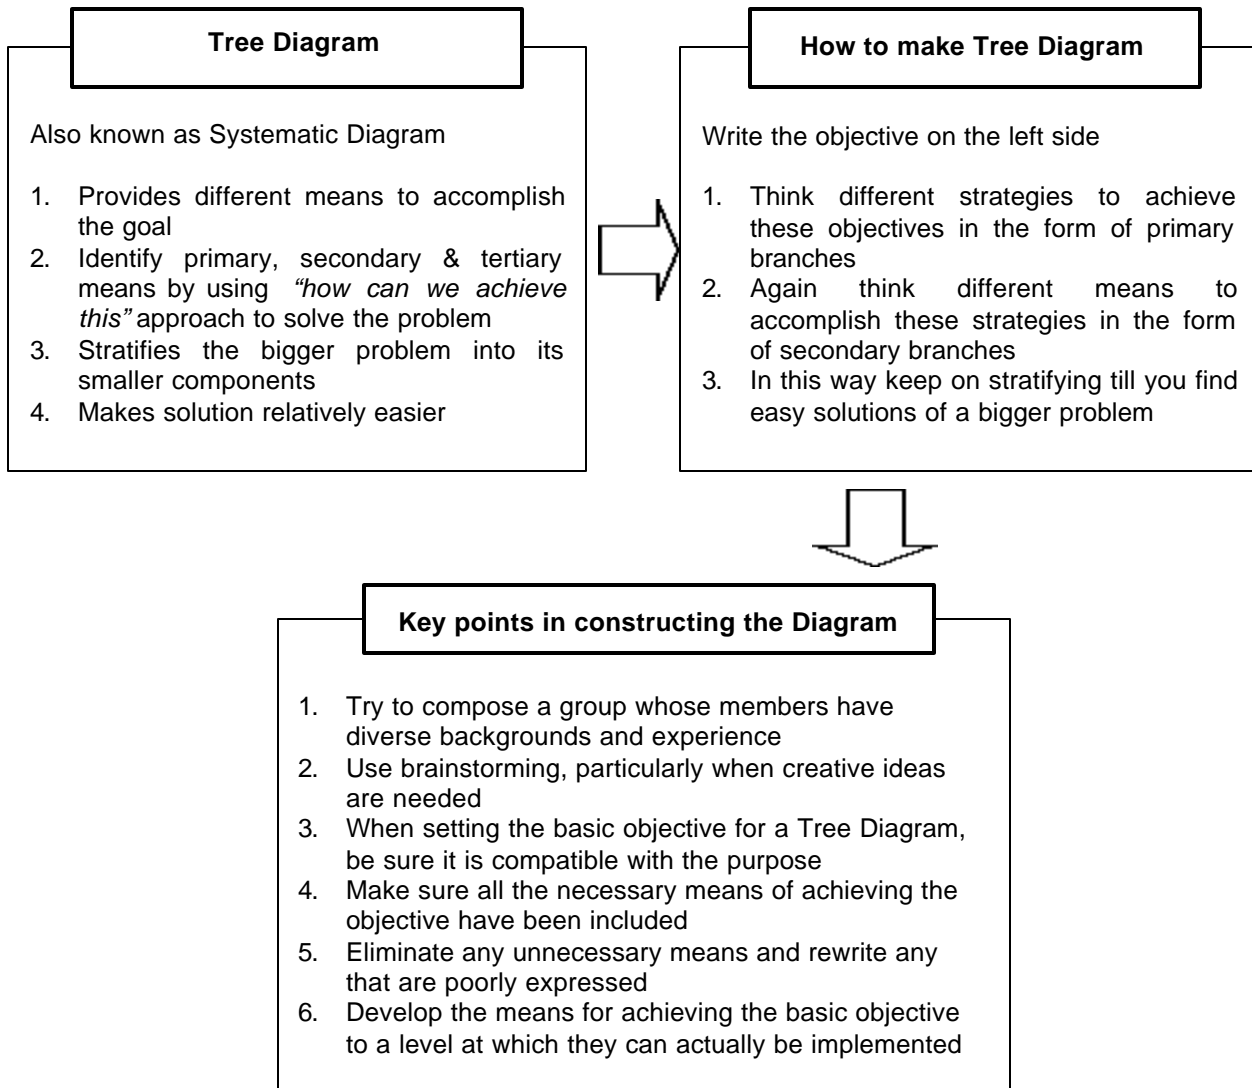 Tree Diagram
Also known as Systematic Diagram
1. Provides different means to accomplish
the goal
2. Identify primary, secondary & tertiary
means by using “how can we achieve
this” approach to solve the problem
3. Stratifies the bigger problem into its
smaller components
4. Makes solution relatively easier
How to make Tree Diagram
Write the objective on the left side
1. Think different strategies to achieve
these objectives in the form of primary
branches
2. Again think different means to
accomplish these strategies in the form
of secondary branches
3. In this way keep on stratifying till you find
easy solutions of a bigger problem
Key points in constructing the Diagram
1. Try to compose a group whose members have
diverse backgrounds and experience
2. Use brainstorming, particularly when creative ideas
are needed
3. When setting the basic objective for a Tree Diagram,
be sure it is compatible with the purpose
4. Make sure all the necessary means of achieving the
objective have been included
5. Eliminate any unnecessary means and rewrite any
that are poorly expressed
6. Develop the means for achieving the basic objective
to a level at which they can actually be implemented